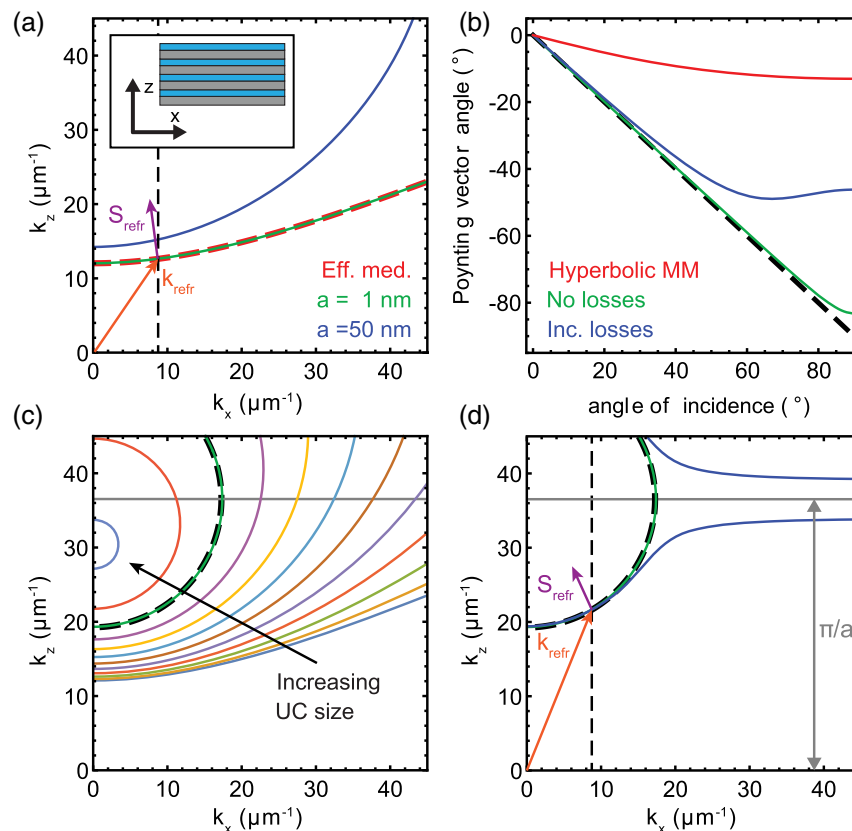 (a)
z
x
S_refr
k_refr
Eff. med.
a = 1 nm
a =50 nm
40
30
20
10
0
0 10 20 30 40
k_z (μm⁻¹)
k_x (μm⁻¹)
(b)
0
-20
-40
-60
-80
Poynting vector angle (°)
Hyperbolic MM
No losses
Inc. losses
0 20 40 60 80
angle of incidence (°)
(c)
40
30
20
10
0
k_z (μm⁻¹)
Increasing
UC size
0 10 20 30 40
k_x (μm⁻¹)
(d)
40
30
20
10
0
k_z (μm⁻¹)
S_refr
k_refr
π/a
0 10 20 30 40
k_x (μm⁻¹)